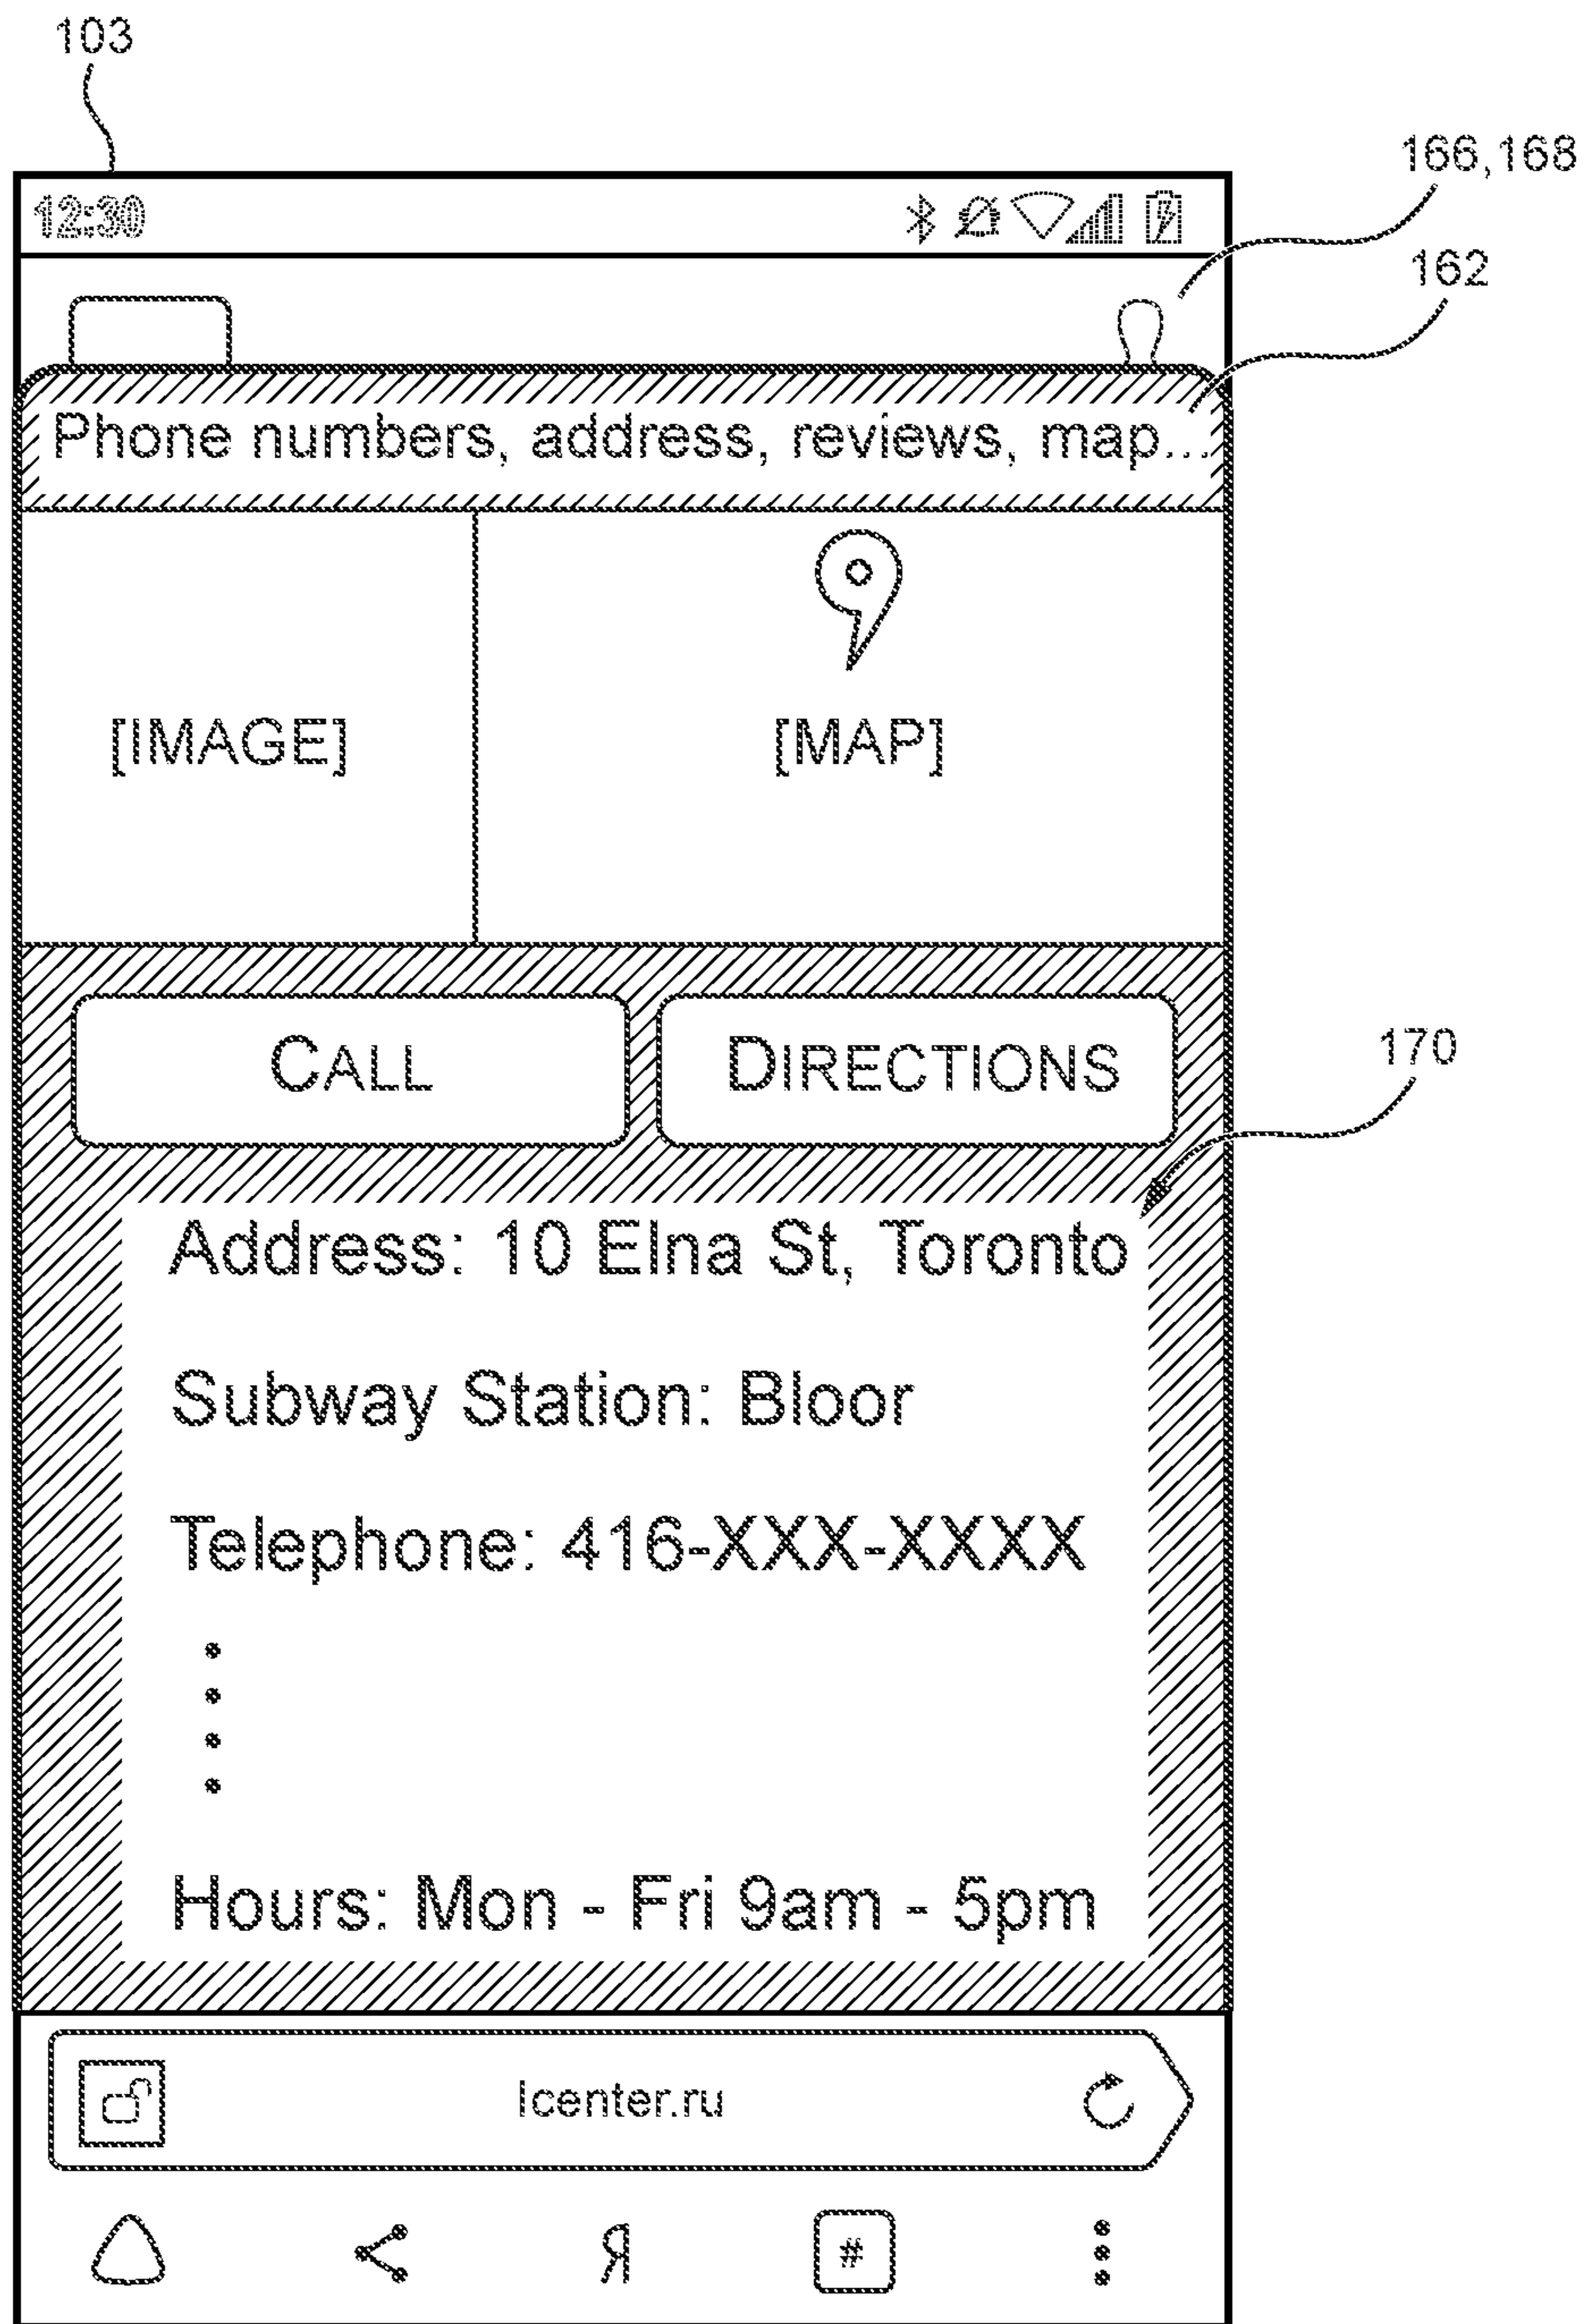 103
166,168
12:30
162
Phone numbers, address, reviews, map...
[IMAGE]
[MAP]
CALL
DIRECTIONS
170
Address: 10 Elna St, Toronto
Subway Station: Bloor
Telephone: 416-XXX-XXXX
Hours: Mon - Fri 9am - 5pm
lcenter.ru
Я
#